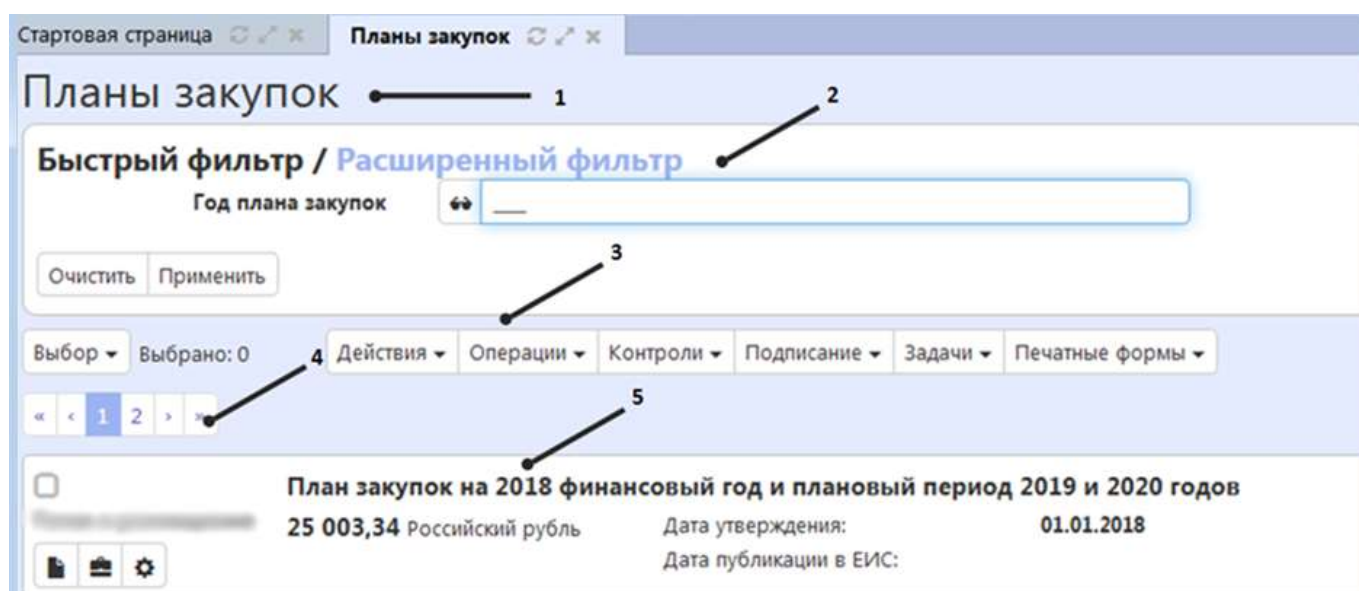 Стартовая страница Планы закупок
Планы закупок 1 2
Быстрый фильтр / Расширенный фильтр
Год плана закупок ___
3
Очистить Применить
Выбор Выбрано: 0 4 Действия Операции Контроли Подписание Задачи Печатные формы
« ‹ 1 2 › » 5
План закупок на 2018 финансовый год и плановый период 2019 и 2020 годов
25 003,34 Российский рубль Дата утверждения: 01.01.2018
Дата публикации в ЕИС: